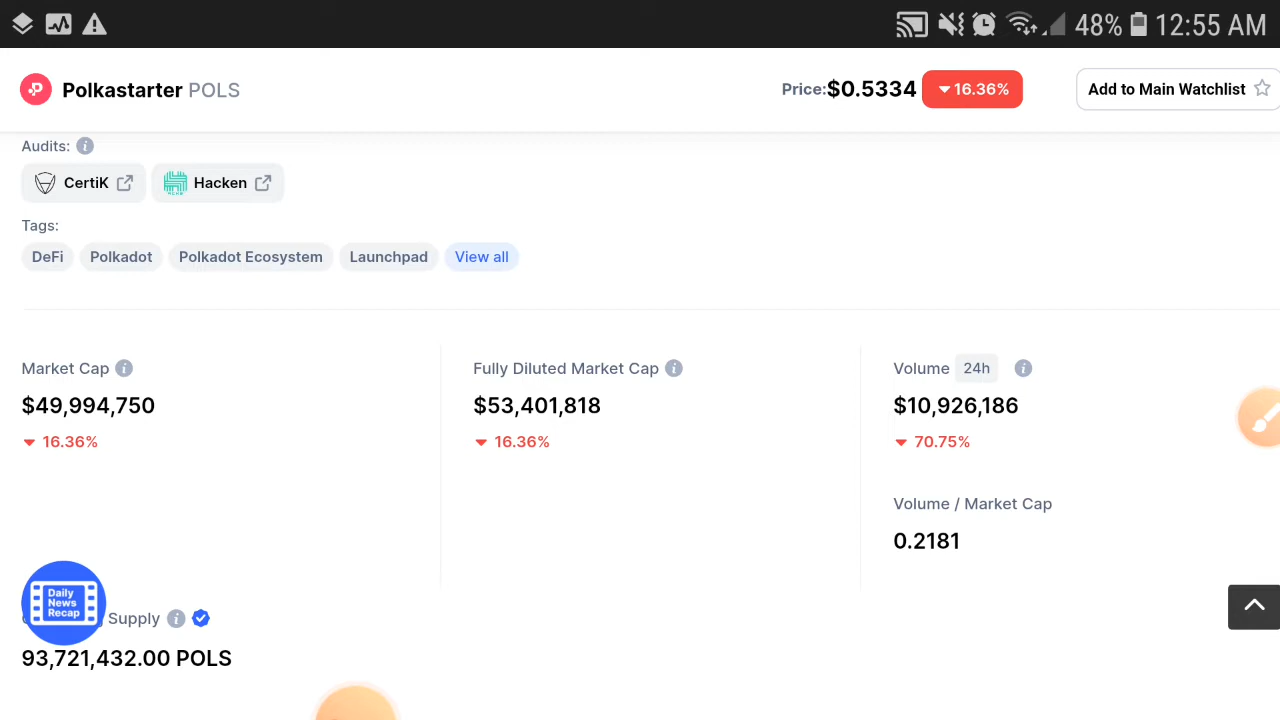 48% 12:55 AM
Polkastarter POLS
Price:$0.5334 16.36% Add to Main Watchlist
Audits:
CertiK Hacken
Tags:
DeFi Polkadot Polkadot Ecosystem Launchpad View all
Market Cap Fully Diluted Market Cap Volume 24h
$49,994,750 $53,401,818 $10,926,186
16.36% 16.36% 70.75%
Volume / Market Cap
0.2181
Daily
News
Recap
Supply
93,721,432.00 POLS